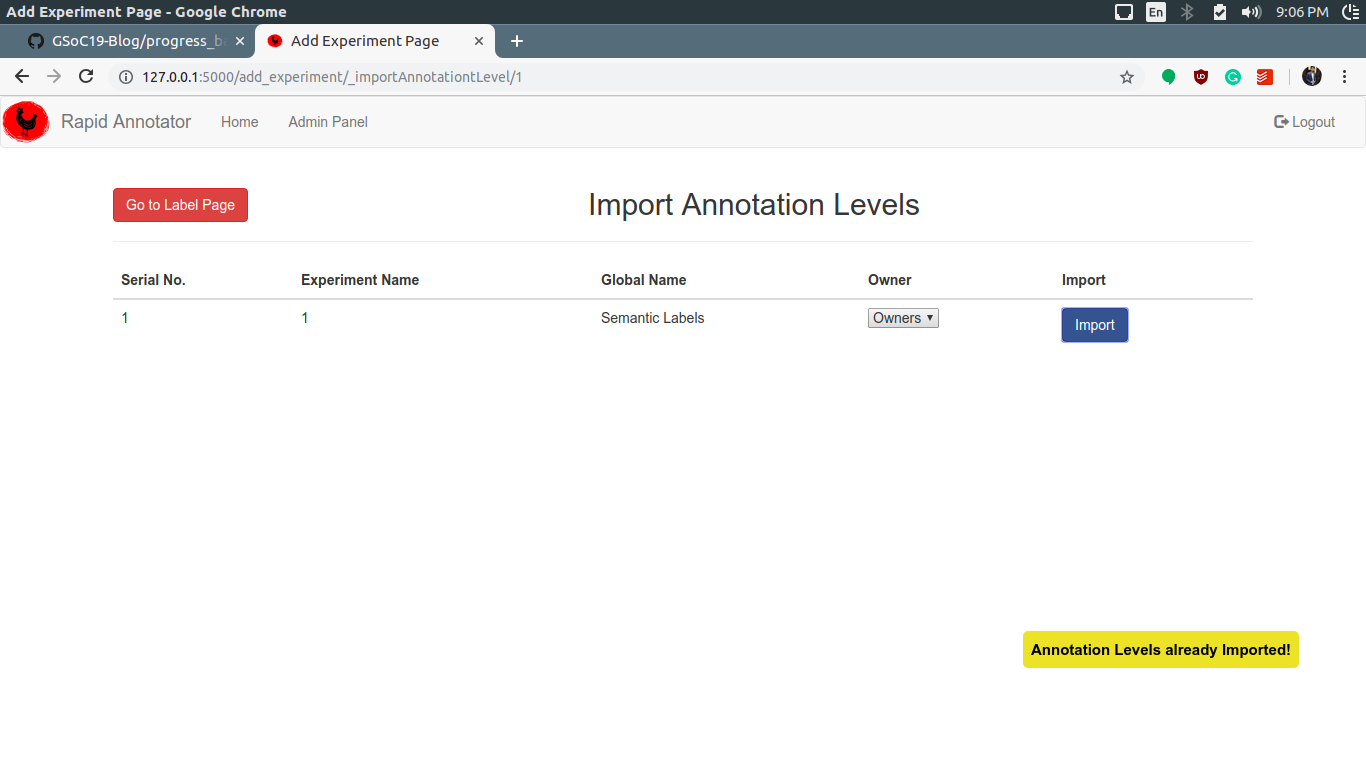 Add Experiment Page - Google Chrome
En
9:06 PM
GSoC19-Blog/progress_b
Add Experiment Page
127.0.0.1:5000/add_experiment/_importAnnotationtLevel/1
Rapid Annotator Home Admin Panel Logout
Go to Label Page
Import Annotation Levels
Serial No. Experiment Name Global Name Owner Import
1 1 Semantic Labels Owners Import
Annotation Levels already Imported!